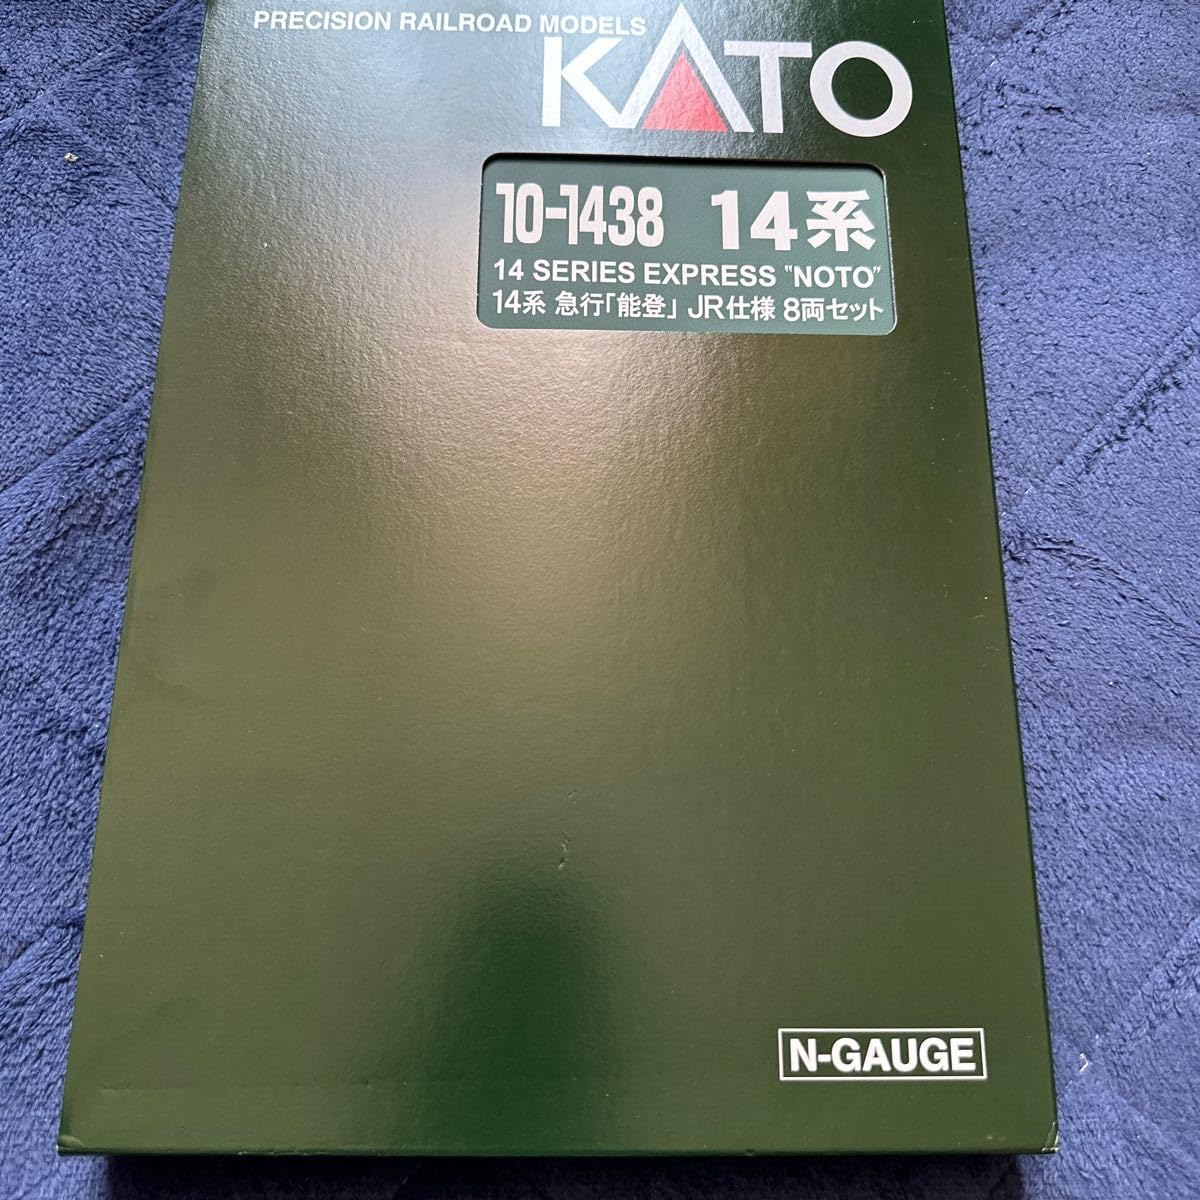 PRECISION RAILROAD MODELS
KATO
10-1438 14系
14 SERIES EXPRESS "NOTO"
14系 急行「能登」 JR仕様 8両セット
N-GAUGE